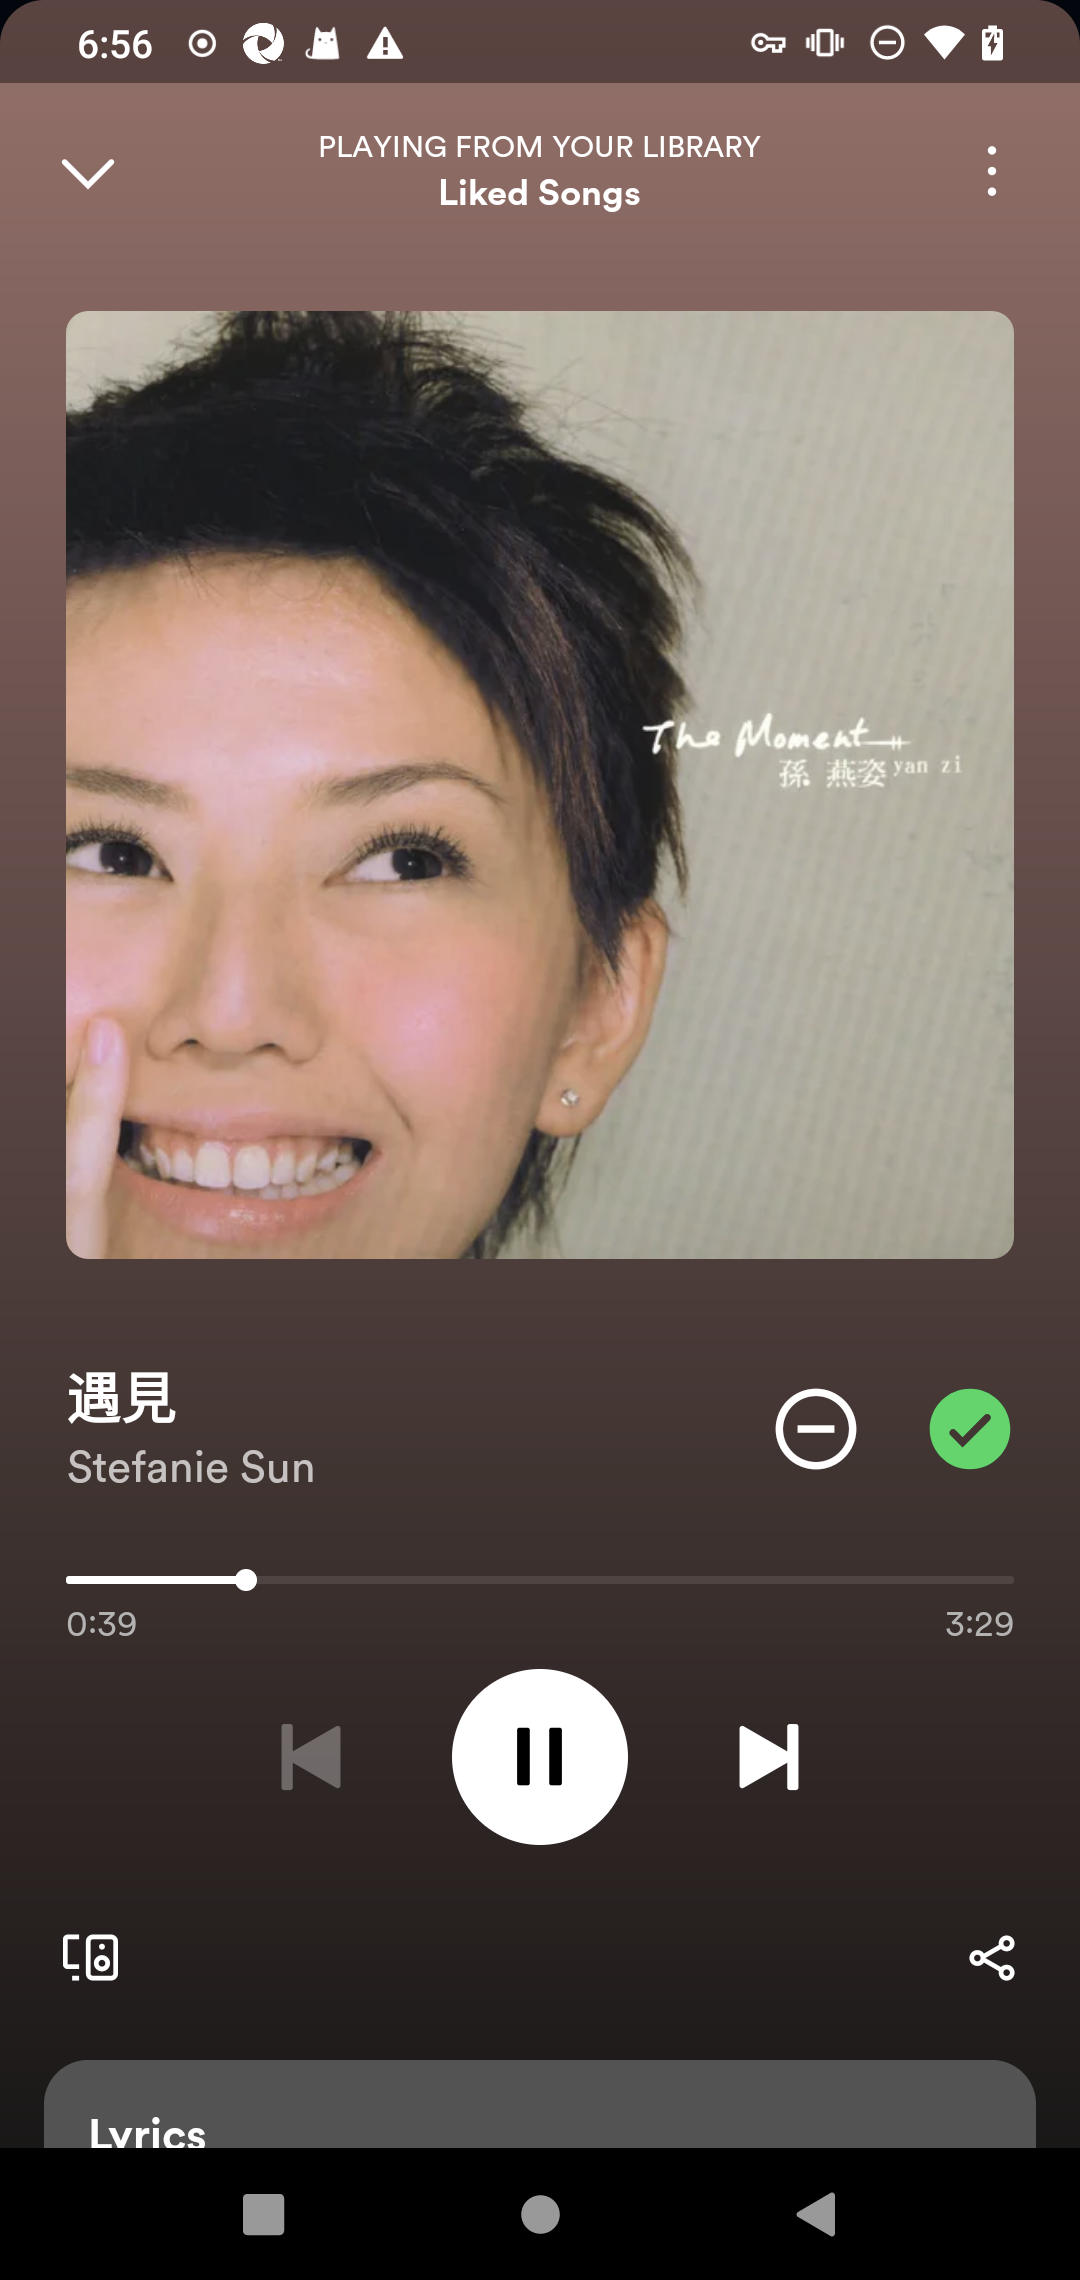 6:56
PLAYING FROM YOUR LIBRARY
Liked Songs
The Moment
孫 燕姿 yan zi
遇見
Stefanie Sun
0:39
3:29
Lyrics